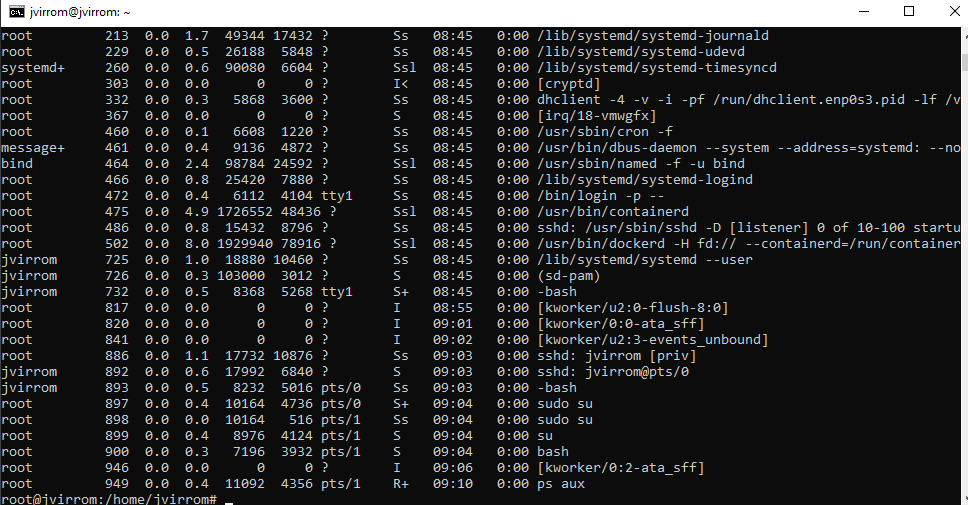 jvirrom@jvirrom: ~
root 213 0.0 1.7 49344 17432 ? Ss 08:45 0:00 /lib/systemd/systemd-journald
root 229 0.0 0.5 26188 5848 ? Ss 08:45 0:00 /lib/systemd/systemd-udevd
systemd+ 260 0.0 0.6 90080 6604 ? Ssl 08:45 0:00 /lib/systemd/systemd-timesyncd
root 303 0.0 0.0 0 0 ? I< 08:45 0:00 [cryptd]
root 332 0.0 0.3 5868 3600 ? Ss 08:45 0:00 dhclient -4 -v -i -pf /run/dhclient.enp0s3.pid -lf /v
root 367 0.0 0.0 0 0 ? S 08:45 0:00 [irq/18-vmwgfx]
root 460 0.0 0.1 6608 1220 ? Ss 08:45 0:00 /usr/sbin/cron -f
message+ 461 0.0 0.4 9136 4872 ? Ss 08:45 0:00 /usr/bin/dbus-daemon --system --address=systemd: --no
bind 464 0.0 2.4 98784 24592 ? Ssl 08:45 0:00 /usr/sbin/named -f -u bind
root 466 0.0 0.8 25420 7880 ? Ss 08:45 0:00 /lib/systemd/systemd-logind
root 472 0.0 0.4 6112 4104 tty1 Ss 08:45 0:00 /bin/login -p --
root 475 0.0 4.9 1726552 48436 ? Ssl 08:45 0:00 /usr/bin/containerd
root 486 0.0 0.8 15432 8796 ? Ss 08:45 0:00 sshd: /usr/sbin/sshd -D [listener] 0 of 10-100 startu
root 502 0.0 8.0 1929940 78916 ? Ssl 08:45 0:00 /usr/bin/dockerd -H fd:// --containerd=/run/container
jvirrom 725 0.0 1.0 18880 10460 ? Ss 08:45 0:00 /lib/systemd/systemd --user
jvirrom 726 0.0 0.3 103000 3012 ? S 08:45 0:00 (sd-pam)
jvirrom 732 0.0 0.5 8368 5268 tty1 S+ 08:45 0:00 -bash
root 817 0.0 0.0 0 0 ? I 08:55 0:00 [kworker/u2:0-flush-8:0]
root 820 0.0 0.0 0 0 ? I 09:01 0:00 [kworker/0:0-ata_sff]
root 841 0.0 0.0 0 0 ? I 09:02 0:00 [kworker/u2:3-events_unbound]
root 886 0.0 1.1 17732 10876 ? Ss 09:03 0:00 sshd: jvirrom [priv]
jvirrom 892 0.0 0.6 17992 6840 ? S 09:03 0:00 sshd: jvirrom@pts/0
jvirrom 893 0.0 0.5 8232 5016 pts/0 Ss 09:03 0:00 -bash
root 897 0.0 0.4 10164 4736 pts/0 S+ 09:04 0:00 sudo su
root 898 0.0 0.0 10164 516 pts/1 Ss 09:04 0:00 sudo su
root 899 0.0 0.4 8976 4124 pts/1 S 09:04 0:00 su
root 900 0.0 0.3 7196 3932 pts/1 S 09:04 0:00 bash
root 946 0.0 0.0 0 0 ? I 09:06 0:00 [kworker/0:2-ata_sff]
root 949 0.0 0.4 11092 4356 pts/1 R+ 09:10 0:00 ps aux
root@jvirrom:/home/jvirrom#